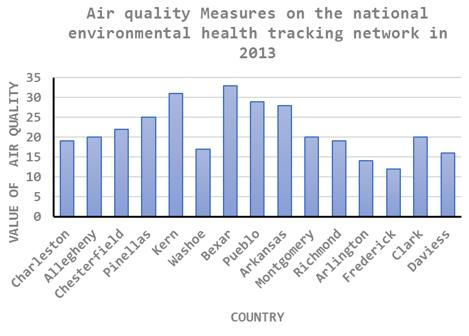 Air quality Measures on the national
environmental health tracking network in
2013
VALUE OF AIR QUALITY
35
30
25
20
15
10
5
0
Charleston
Allegheny
Chesterfield
Pinellas
Kern
Washoe
Bexar
Pueblo
Arkansas
Montgomery
Richmond
Arlington
Frederick
Clark
Daviess
COUNTRY